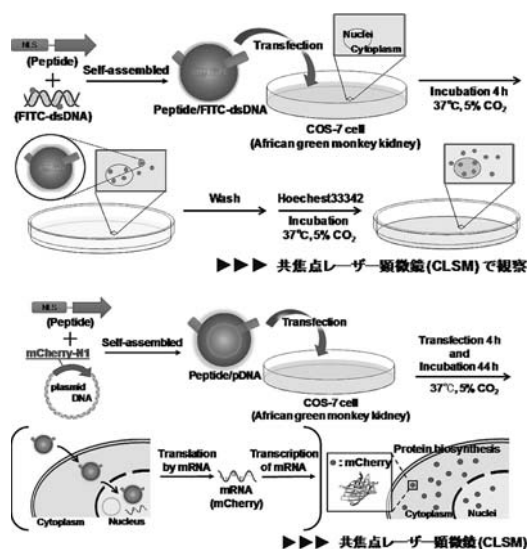 NLS
(Peptide)
+
(FITC-dsDNA)
Self-assembled
Peptide/FITC-dsDNA
Transfection
Nuclei
Cytoplasm
COS-7 cell
(African green monkey kidney)
Incubation 4h
37°C, 5% CO2
Wash
Hoechest33342
Incubation
37°C, 5% CO2
▶▶▶ 共焦点レーザー顕微鏡(CLSM)で観察
NLS
(Peptide)
+
mCherry-N1
plasmid
DNA
Self-assembled
Peptide/pDNA
Transfection
COS-7 cell
(African green monkey kidney)
Transfection 4h
and
Incubation 44h
37℃, 5% CO2
Cytoplasm
Nucleus
Translation
by mRNA
mRNA
(mCherry)
Transcription
of mRNA
: mCherry
Protein biosynthesis
Cytoplasm
Nuclei
▶▶▶ 共焦点レーザー顕微鏡(CLSM)